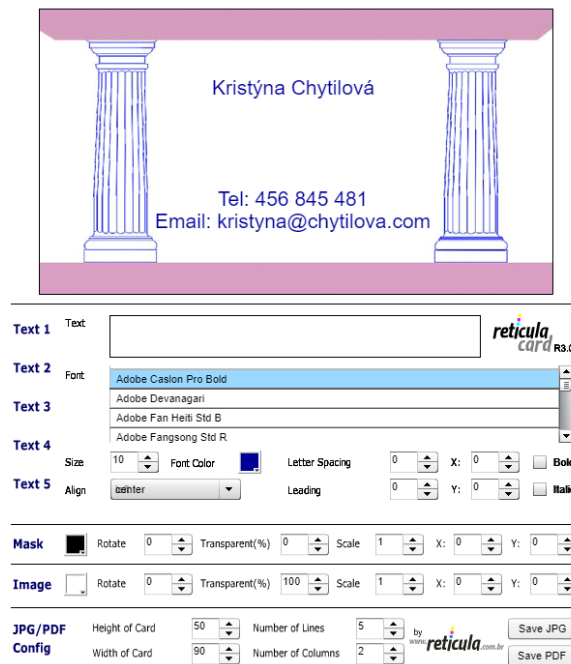 Kristýna Chytilová
Tel: 456 845 481
Email: kristyna@chytilova.com
Text 1 Text
reticula
card R3.0
Text 2 Font
Adobe Caslon Pro Bold
Adobe Devanagari
Text 3
Adobe Fan Heiti Std B
Adobe Fangsong Std R
Text 4
Size 10 Font Color Letter Spacing 0 X: 0 Bold
Text 5 Align center Leading 0 Y: 0 Italic
Mask Rotate 0 Transparent(%) 0 Scale 1 X: 0 Y: 0
Image Rotate 0 Transparent(%) 100 Scale 1 X: 0 Y: 0
JPG/PDF Config
Height of Card 50 Number of Lines 5 by www.reticula.com.br Save JPG
Width of Card 90 Number of Columns 2 Save PDF